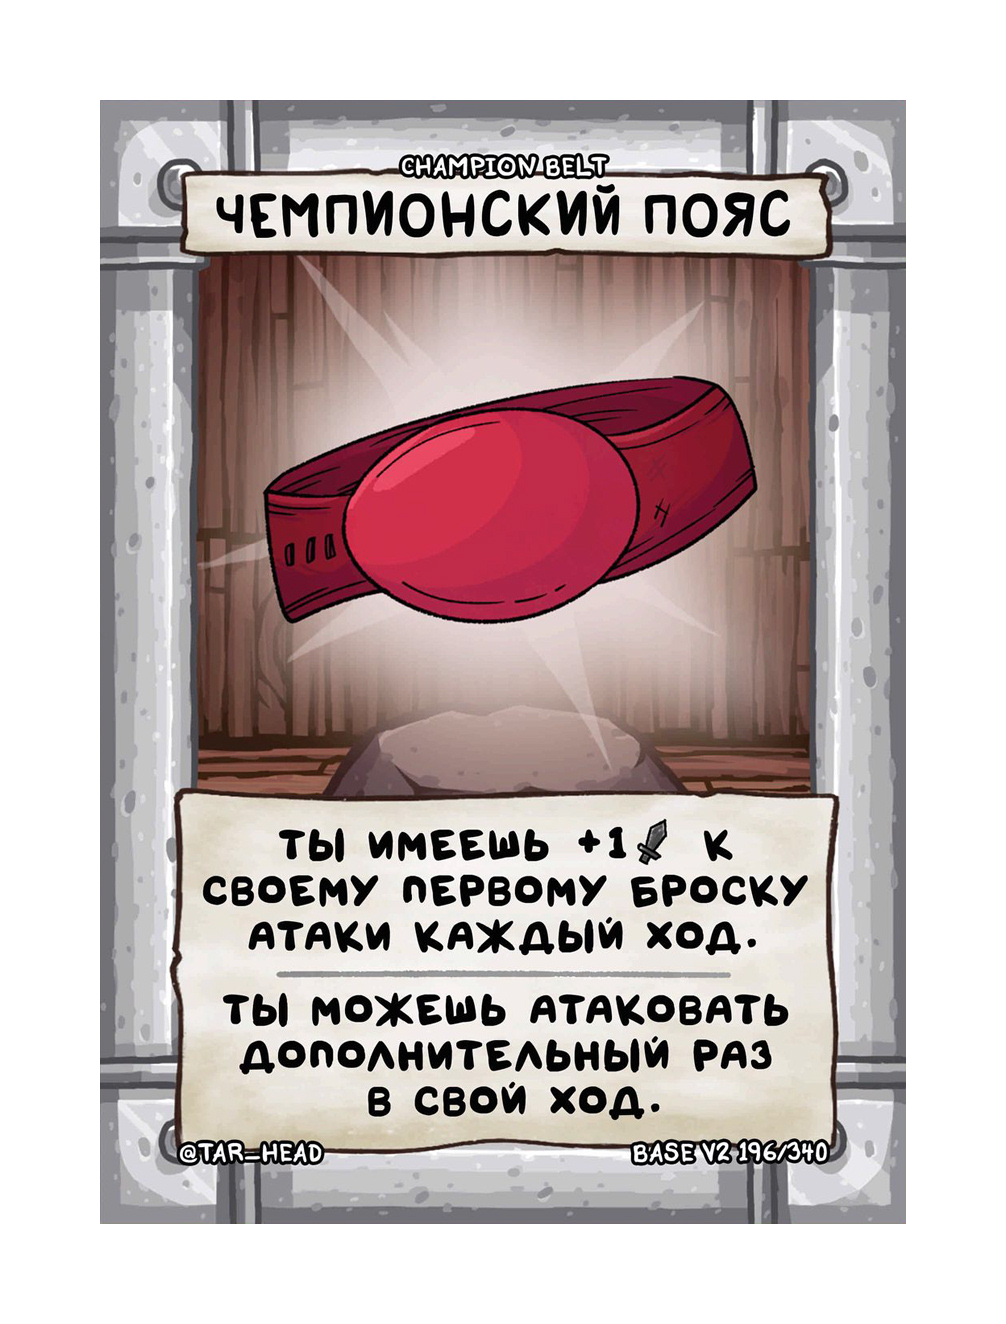 CHAMPION BELT
ЧЕМПИОНСКИЙ ПОЯС
ТЫ ИМЕЕШЬ +1 К
СВОЕМУ ПЕРВОМУ БРОСКУ
АТАКИ КАЖДЫЙ ХОД.
ТЫ МОЖЕШЬ АТАКОВАТЬ
ДОПОЛНИТЕЛЬНЫЙ РАЗ
В СВОЙ ХОД.
@TAR_HEAD
BASE V2 196/340